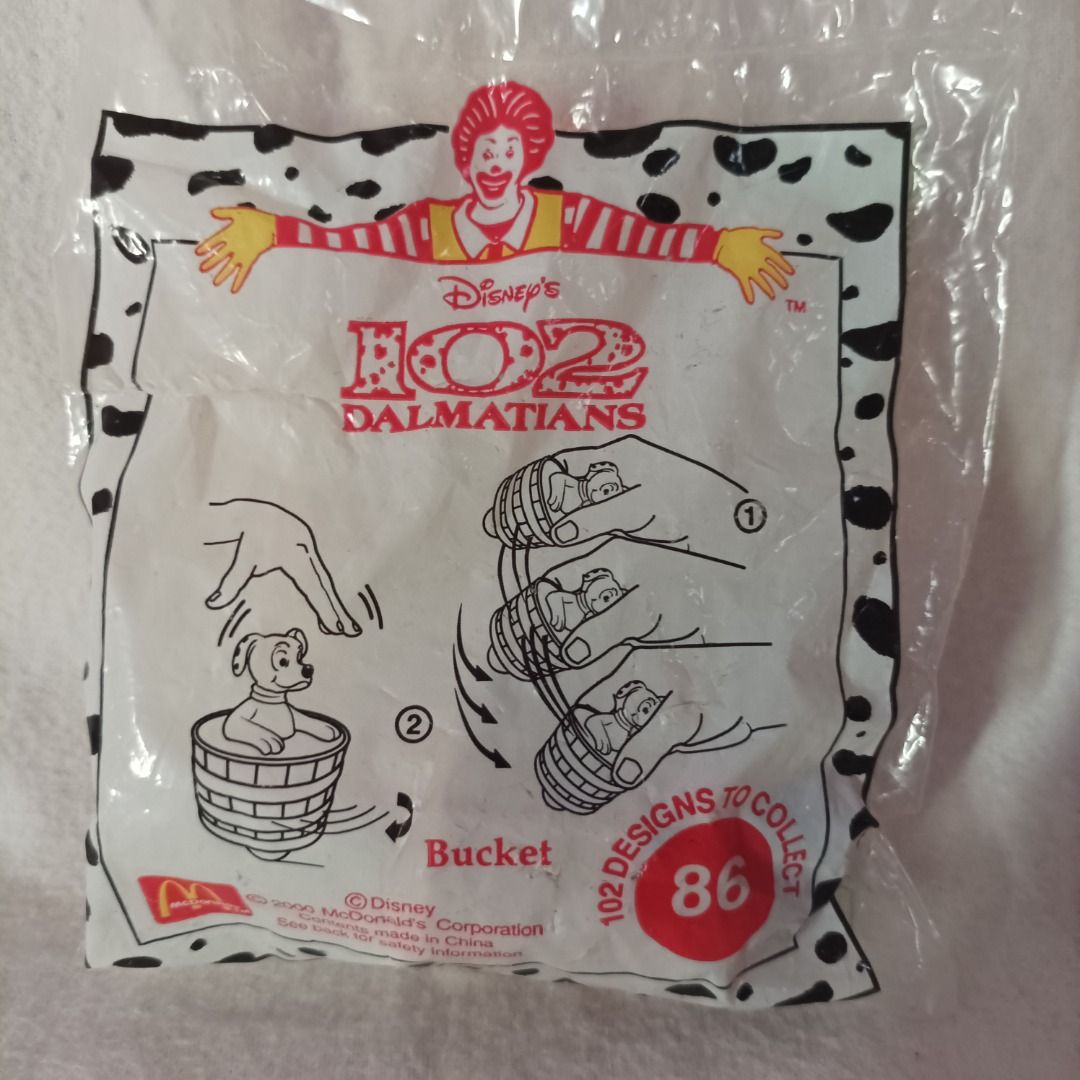 Disney's
102
DALMATIANS
TM
1
2
Bucket
102 DESIGNS TO COLLECT
86
McDonald's
© Disney
© 2000 McDonald's Corporation
Contents made in China
See back for safety information